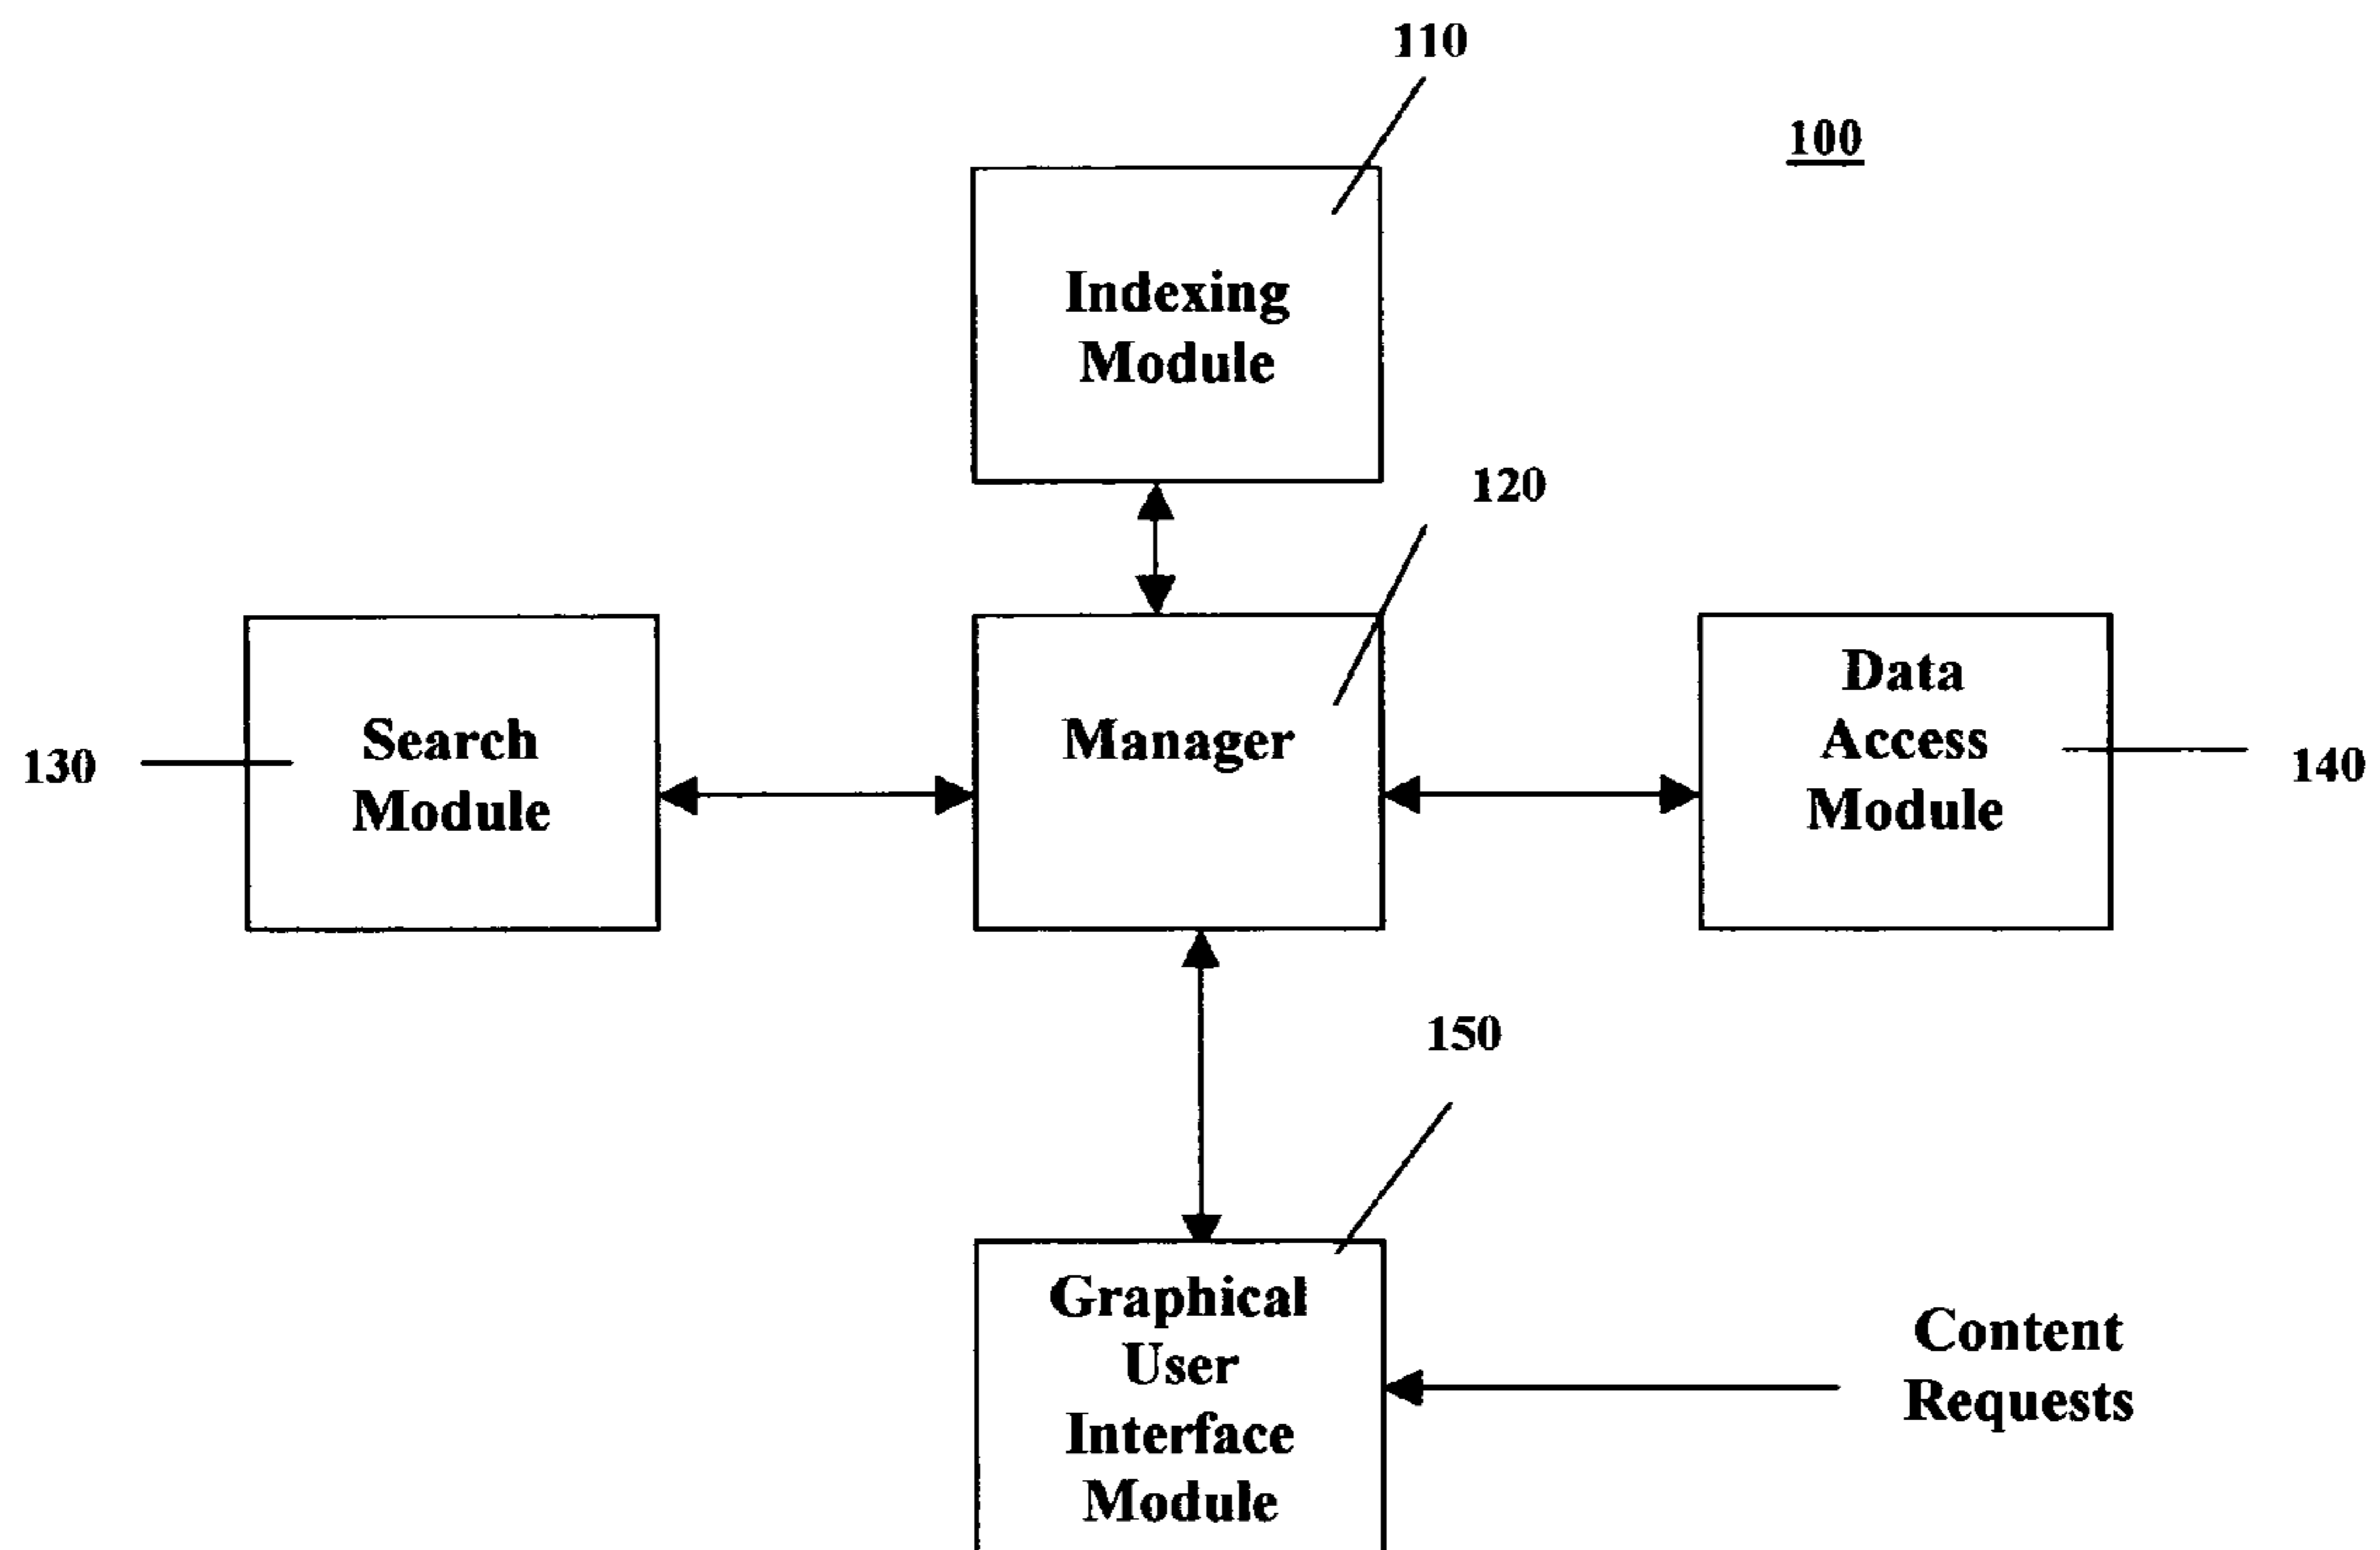 110
100
Indexing
Module
120
130
Search
Module
Manager
Data
Access
Module
140
150
Graphical
User
Interface
Module
Content
Requests